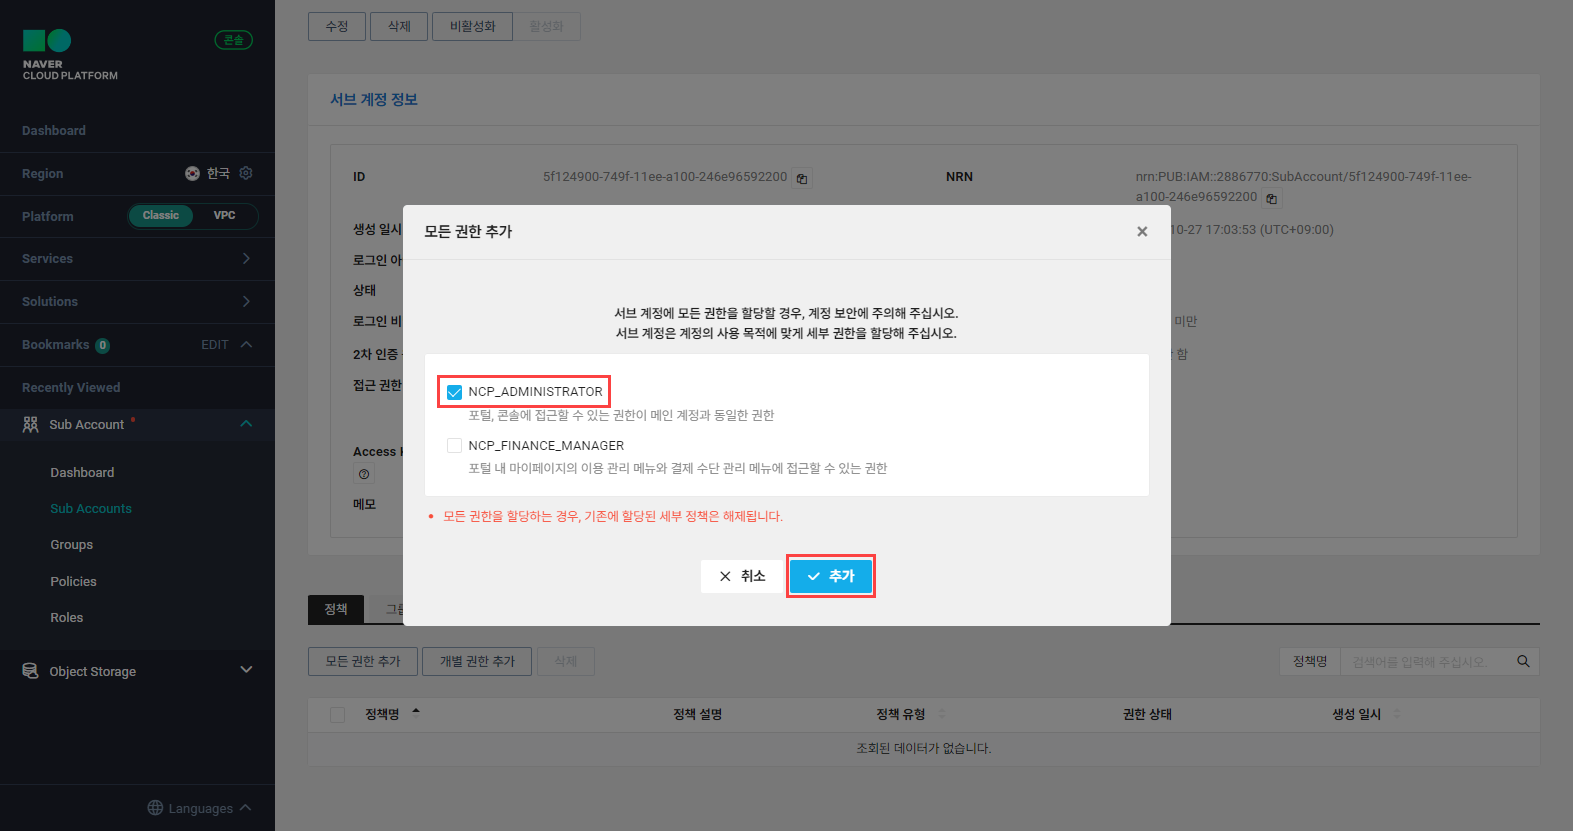 NAVER
CLOUD PLATFORM
콘솔
Dashboard
Region 한국
Platform Classic VPC
Services
Solutions
Bookmarks 0 EDIT
Recently Viewed
Sub Account
Dashboard
Sub Accounts
Groups
Policies
Roles
Object Storage
Languages
수정 삭제 비활성화 활성화
서브 계정 정보
ID 5f124900-749f-11ee-a100-246e96592200 NRN nrn:PUB:IAM::2886770:SubAccount/5f124900-749f-11ee-
a100-246e96592200
생성 일시 10-27 17:03:53 (UTC+09:00)
로그인 아
상태
로그인 비 미만
2차 인증 함
접근 권한
Access
메모
모든 권한 추가
서브 계정에 모든 권한을 할당할 경우, 계정 보안에 주의해 주십시오.
서브 계정은 계정의 사용 목적에 맞게 세부 권한을 할당해 주십시오.
NCP_ADMINISTRATOR
포털, 콘솔에 접근할 수 있는 권한이 메인 계정과 동일한 권한
NCP_FINANCE_MANAGER
포털 내 마이페이지의 이용 관리 메뉴와 결제 수단 관리 메뉴에 접근할 수 있는 권한
모든 권한을 할당하는 경우, 기존에 할당된 세부 정책은 해제됩니다.
취소 추가
정책 그룹
모든 권한 추가 개별 권한 추가 삭제 정책명 검색어를 입력해 주십시오.
정책명 정책 설명 정책 유형 권한 상태 생성 일시
조회된 데이터가 없습니다.